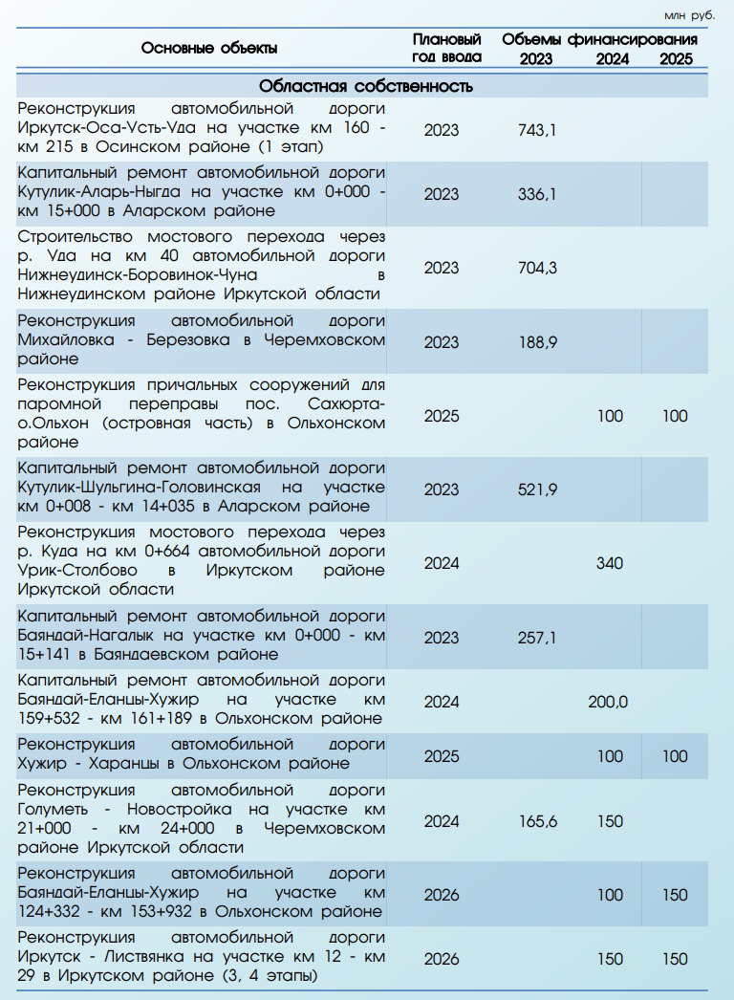 млн руб.
Основные объекты Плановый Объемы финансирования
год ввода 2023 2024 2025
Областная собственность
Реконструкция автомобильной дороги
Иркутск-Оса-Усть-Уда на участке км 160 - 2023 743,1
км 215 в Осинском районе (1 этап)
Капитальный ремонт автомобильной дороги
Кутулик-Аларь-Ныгда на участке км 0+000 - 2023 336,1
км 15+000 в Аларском районе
Строительство мостового перехода через
р. Уда на км 40 автомобильной дороги 2023 704,3
Нижнеудинск-Боровинок-Чуна в
Нижнеудинском районе Иркутской области
Реконструкция автомобильной дороги
Михайловка - Березовка в Черемховском 2023 188,9
районе
Реконструкция причальных сооружений для
паромной переправы пос. Сахюрта- 2025 100 100
о.Ольхон (островная часть) в Ольхонском
районе
Капитальный ремонт автомобильной дороги
Кутулик-Шульгина-Головинская на участке 2023 521,9
км 0+008 - км 14+035 в Аларском районе
Реконструкция мостового перехода через
р. Куда на км 0+664 автомобильной дороги 2024 340
Урик-Столбово в Иркутском районе
Иркутской области
Капитальный ремонт автомобильной дороги
Баяндай-Нагалык на участке км 0+000 - км 2023 257,1
15+141 в Баяндаевском районе
Капитальный ремонт автомобильной дороги
Баяндай-Еланцы-Хужир на участке км 2024 200,0
159+532 - км 161+189 в Ольхонском районе
Реконструкция автомобильной дороги 2025 100 100
Хужир - Харанцы в Ольхонском районе
Реконструкция автомобильной дороги
Голуметь - Новостройка на участке км 2024 165,6 150
21+000 - км 24+000 в Черемховском
районе Иркутской области
Реконструкция автомобильной дороги
Баяндай-Еланцы-Хужир на участке км 2026 100 150
124+332 - км 153+932 в Ольхонском районе
Реконструкция автомобильной дороги
Иркутск - Листвянка на участке км 12 - км 2026 150 150
29 в Иркутском районе (3, 4 этапы)